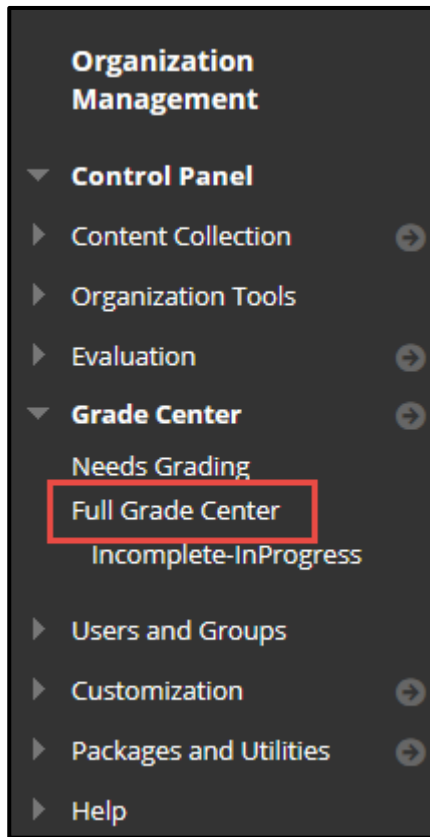 Organization
Management
Control Panel
Content Collection
Organization Tools
Evaluation
Grade Center
Needs Grading
Full Grade Center
Incomplete-InProgress
Users and Groups
Customization
Packages and Utilities
Help